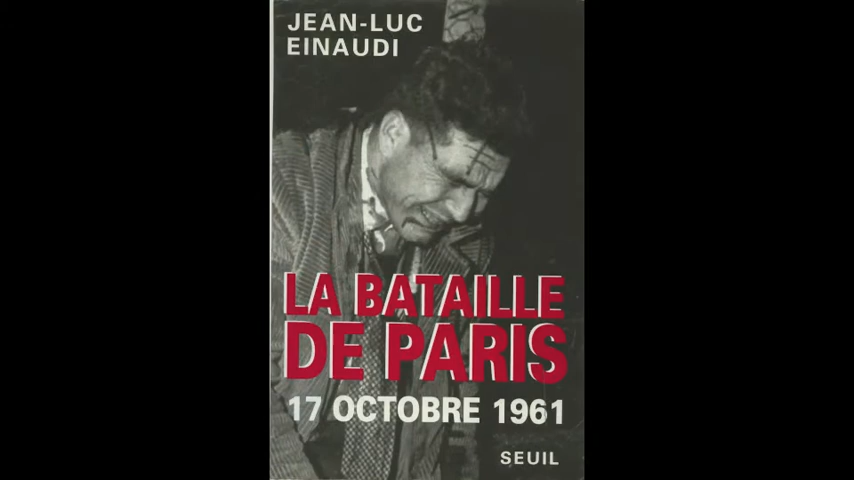 JEAN-LUC
EINAUDI
LA BATAILLE
DE PARIS
17 OCTOBRE 1961
SEUIL